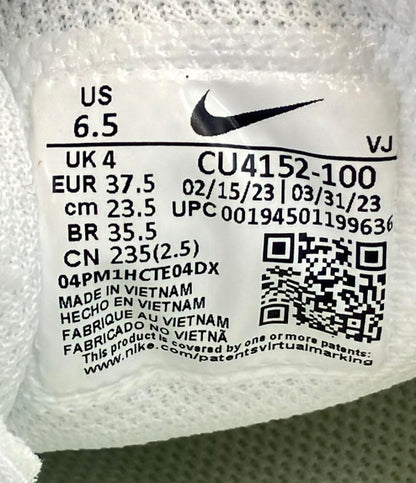 US
6.5
VJ
UK 4
CU4152-100
EUR 37.5
02/15/23 | 03/31/23
cm 23.5
UPC 00194501199636
BR 35.5
CN 235(2.5)
04PM1HCTE04DX
MADE IN VIETNAM
HECHO EN VIETNAM
FABRIQUE AU VIETNAM
FABRICADO NO VIETNÃ
This product is covered by one or more patents:
www.nike.com/patentsvirtualmarking